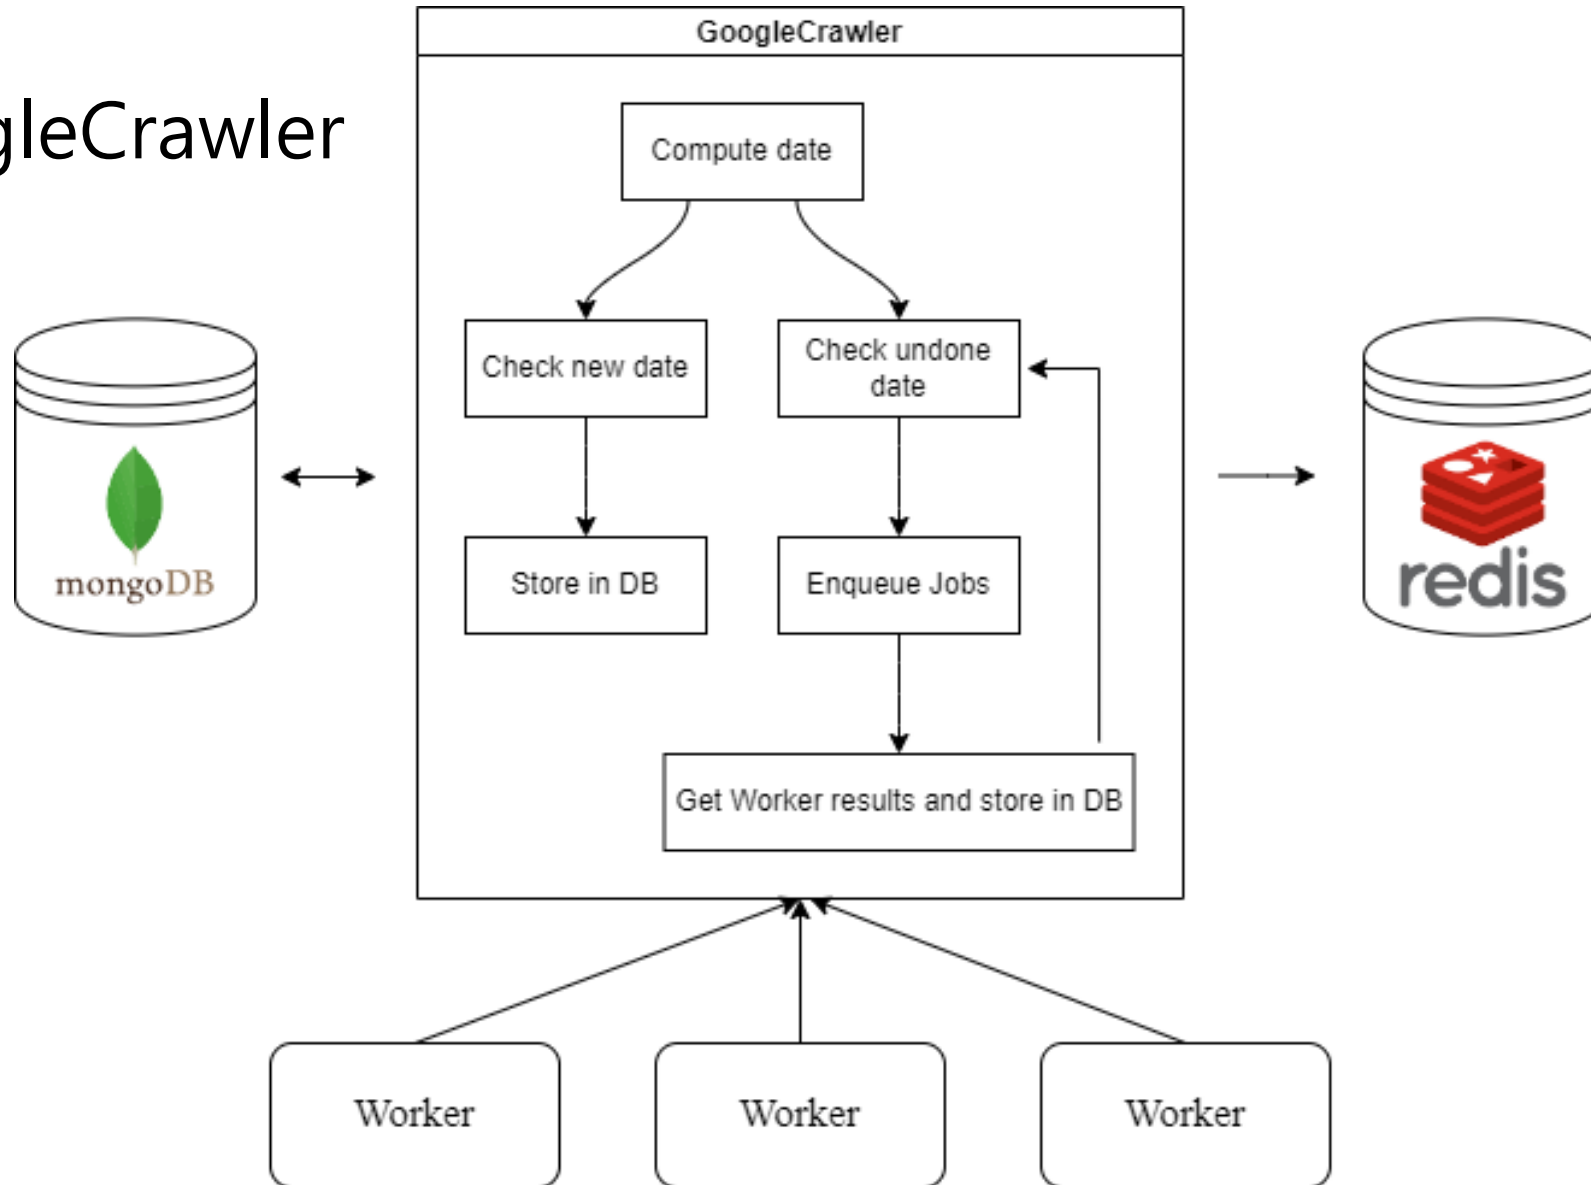 GoogleCrawler
gleCrawler
Compute date
Check new date
Check undone
date
mongoDB
redis
Store in DB
Enqueue Jobs
Get Worker results and store in DB
Worker
Worker
Worker